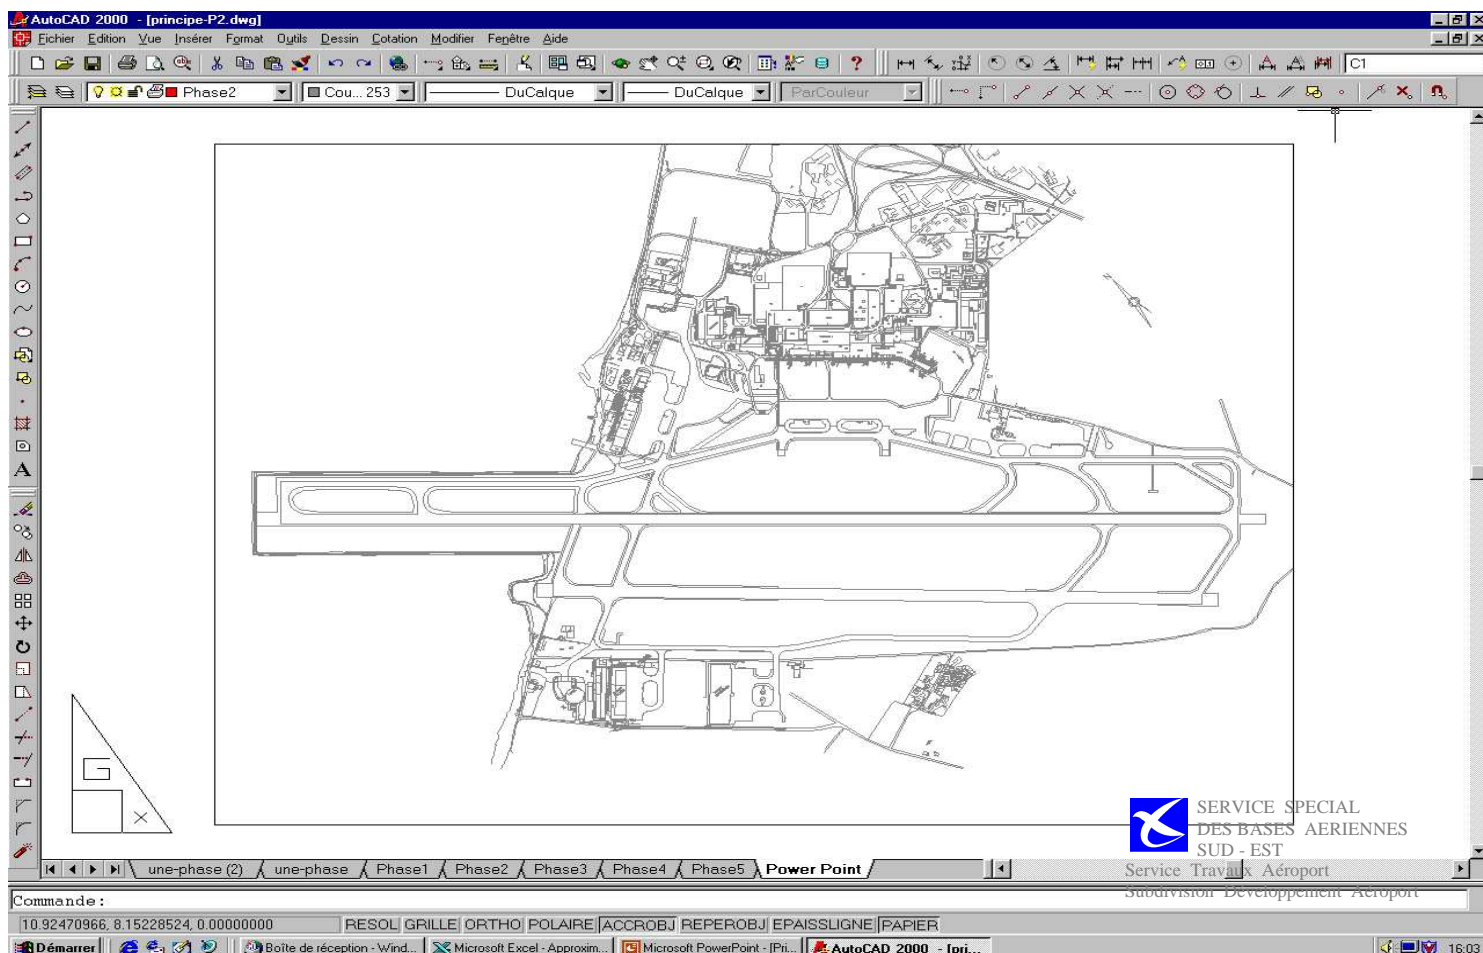 AutoCAD 2000 - [principe-P2.dwg]
Fichier Edition Vue Insérer Format Outils Dessin Cotation Modifier Fenêtre Aide
C1
Phase2 Cou... 253 DuCalque DuCalque ParCouleur
A
G
X
SERVICE SPECIAL
DES BASES AERIENNES
SUD - EST
Service Travaux Aéroport
Subdivision Développement Aéroport
une-phase (2) une-phase Phase1 Phase2 Phase3 Phase4 Phase5 Power Point
Commande:
10.92470966, 8.15228524, 0.00000000 RESOL GRILLE ORTHO POLAIRE ACCROBJ REPEROBJ EPAISSLIGNE PAPIER
Démarrer Boîte de réception - Wind... Microsoft Excel - Approxim... Microsoft PowerPoint - [Pri... AutoCAD 2000 - [pri... 16:03